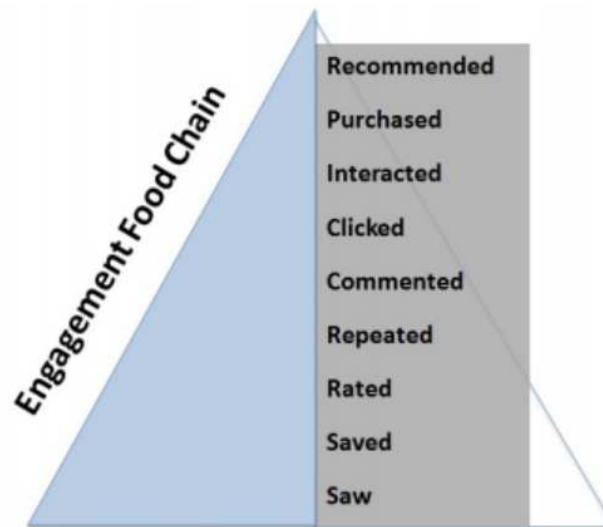 Engagement Food Chain
Recommended
Purchased
Interacted
Clicked
Commented
Repeated
Rated
Saved
Saw